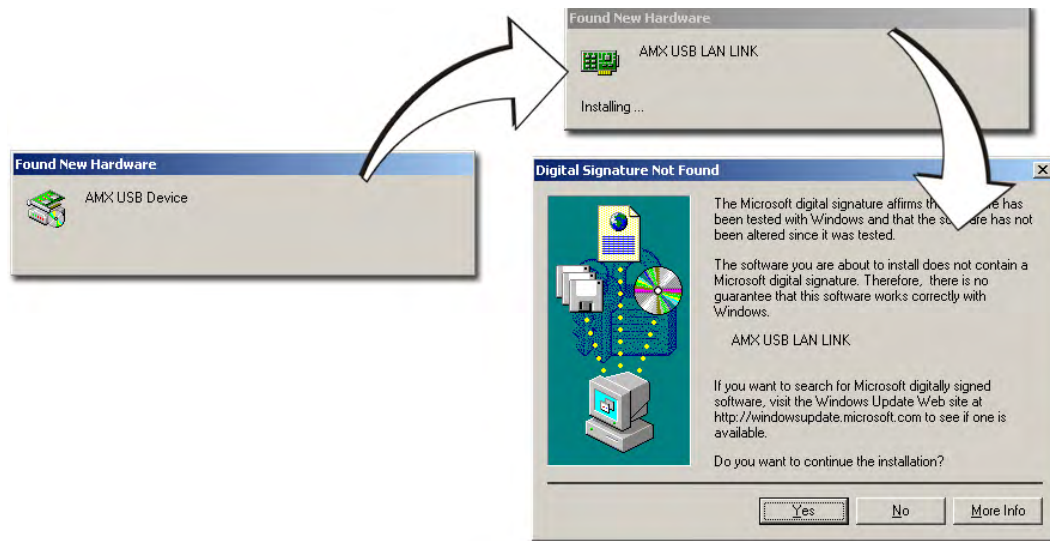 Found New Hardware
AMX USB Device
Found New Hardware
AMX USB LAN LINK
Installing ...
Digital Signature Not Found
The Microsoft digital signature affirms th e has
been tested with Windows and that the so e has not
been altered since it was tested.
The software you are about to install does not contain a
Microsoft digital signature. Therefore, there is no
guarantee that this software works correctly with
Windows.
AMX USB LAN LINK
If you want to search for Microsoft digitally signed
software, visit the Windows Update Web site at
http://windowsupdate.microsoft.com to see if one is
available.
Do you want to continue the installation?
Yes No More Info